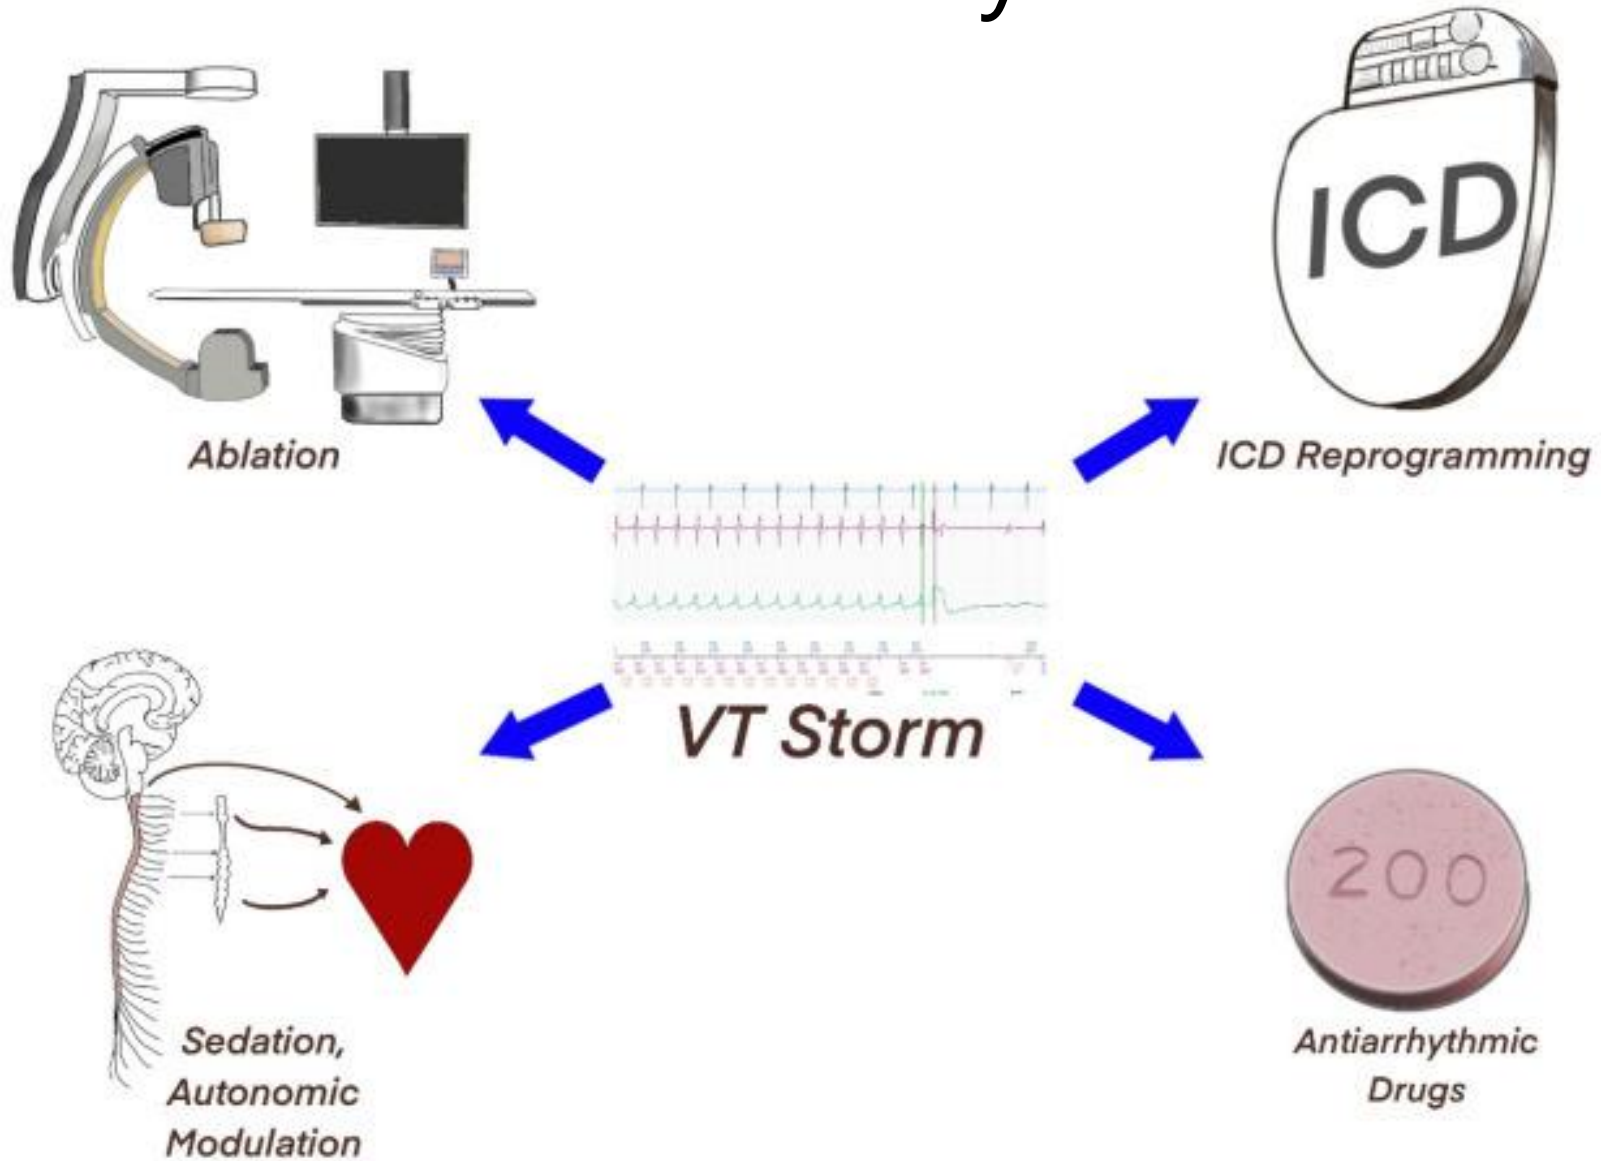 ICD
Ablation
ICD Reprogramming
VT Storm
200
Sedation,
Autonomic
Modulation
Antiarrhythmic
Drugs